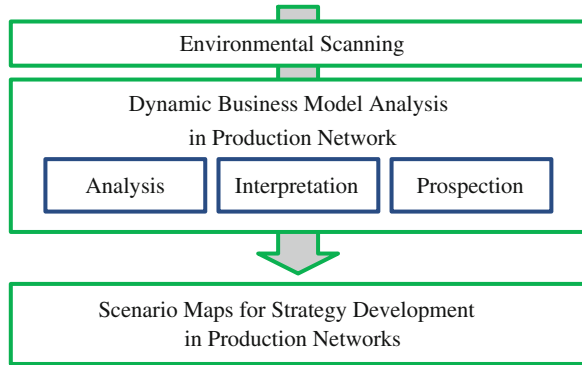 Environmental Scanning
Dynamic Business Model Analysis
in Production Network
Analysis
Interpretation
Prospection
Scenario Maps for Strategy Development
in Production Networks